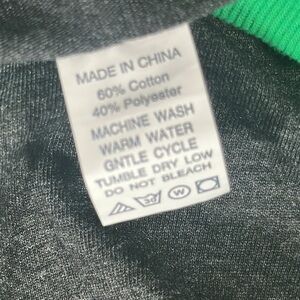 MADE IN CHINA
60% Cotton
40% Polyester
MACHINE WASH
WARM WATER
GNTLE CYCLE
TUMBLE DRY LOW
DO NOT BLEACH
30 W